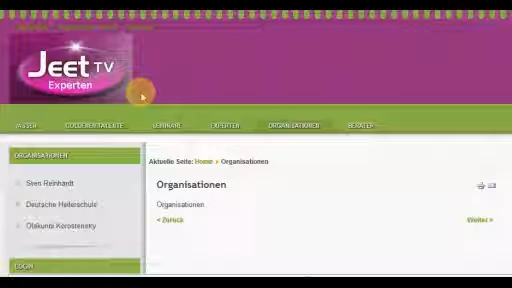 Jeet TV
Experten
GOLDENE TALENTE
SEMINARE
EXPERTEN
ORGANISATIONEN
BERATER
ORGANISATIONEN
Aktuelle Seite: Home Organisationen
Sven Reinhardt
Organisationen
Deutsche Heilerschule
Organisationen
Olakunbi Korostensky
< Zurück
Weiter >
LOGIN